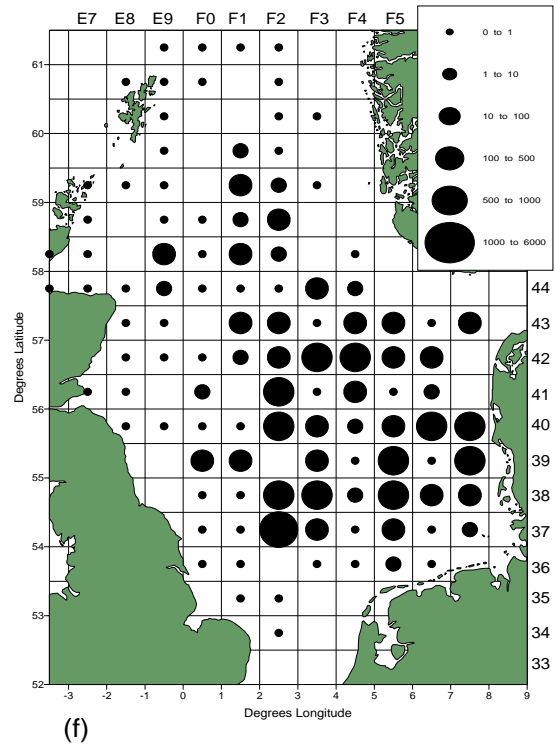 E7 E8 E9 F0 F1 F2 F3 F4 F5
0 to 1
1 to 10
10 to 100
100 to 500
500 to 1000
1000 to 6000
61
60
59
58
57
56
55
54
53
52
Degrees Latitude
44
43
42
41
40
39
38
37
36
35
34
33
-3 -2 -1 0 1 2 3 4 5 6 7 8 9
Degrees Longitude
(f)